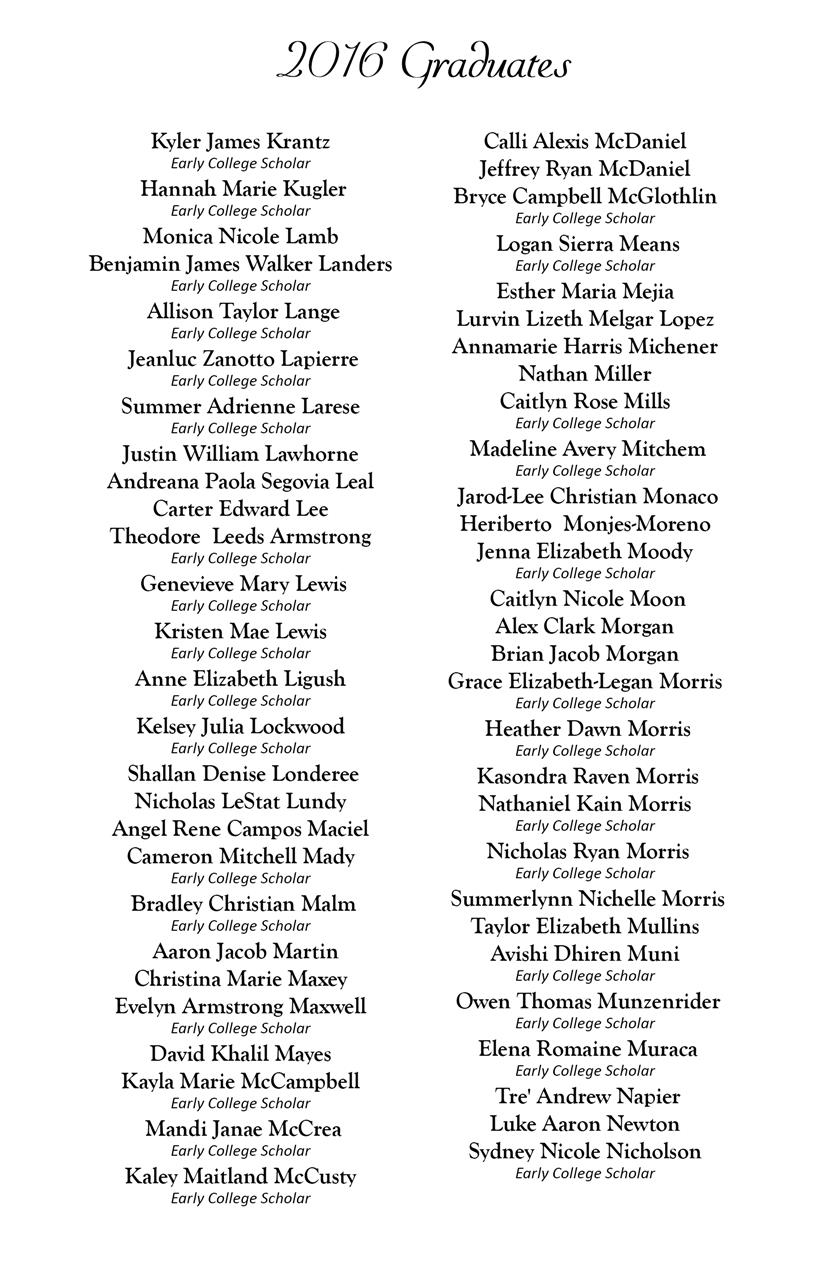 2016 Graduates
Kyler James Krantz
Early College Scholar
Hannah Marie Kugler
Early College Scholar
Monica Nicole Lamb
Benjamin James Walker Landers
Early College Scholar
Allison Taylor Lange
Early College Scholar
Jeanluc Zanotto Lapierre
Early College Scholar
Summer Adrienne Larese
Early College Scholar
Justin William Lawhorne
Andreana Paola Segovia Leal
Carter Edward Lee
Theodore  Leeds Armstrong
Early College Scholar
Genevieve Mary Lewis
Early College Scholar
Kristen Mae Lewis
Early College Scholar
Anne Elizabeth Ligush
Early College Scholar
Kelsey Julia Lockwood
Early College Scholar
Shallan Denise Londeree
Nicholas LeStat Lundy
Angel Rene Campos Maciel
Cameron Mitchell Mady
Early College Scholar
Bradley Christian Malm
Early College Scholar
Aaron Jacob Martin
Christina Marie Maxey
Evelyn Armstrong Maxwell
Early College Scholar
David Khalil Mayes
Kayla Marie McCampbell
Early College Scholar
Mandi Janae McCrea
Early College Scholar
Kaley Maitland McCusty
Early College Scholar
Calli Alexis McDaniel
Jeffrey Ryan McDaniel
Bryce Campbell McGlothlin
Early College Scholar
Logan Sierra Means
Early College Scholar
Esther Maria Mejia
Lurvin Lizeth Melgar Lopez
Annamarie Harris Michener
Nathan Miller
Caitlyn Rose Mills
Early College Scholar
Madeline Avery Mitchem
Early College Scholar
Jarod-Lee Christian Monaco
Heriberto  Monjes-Moreno
Jenna Elizabeth Moody
Early College Scholar
Caitlyn Nicole Moon
Alex Clark Morgan
Brian Jacob Morgan
Grace Elizabeth-Legan Morris
Early College Scholar
Heather Dawn Morris
Early College Scholar
Kasondra Raven Morris
Nathaniel Kain Morris
Early College Scholar
Nicholas Ryan Morris
Early College Scholar
Summerlynn Nichelle Morris
Taylor Elizabeth Mullins
Avishi Dhiren Muni
Early College Scholar
Owen Thomas Munzenrider
Early College Scholar
Elena Romaine Muraca
Early College Scholar
Tre' Andrew Napier
Luke Aaron Newton
Sydney Nicole Nicholson
Early College Scholar